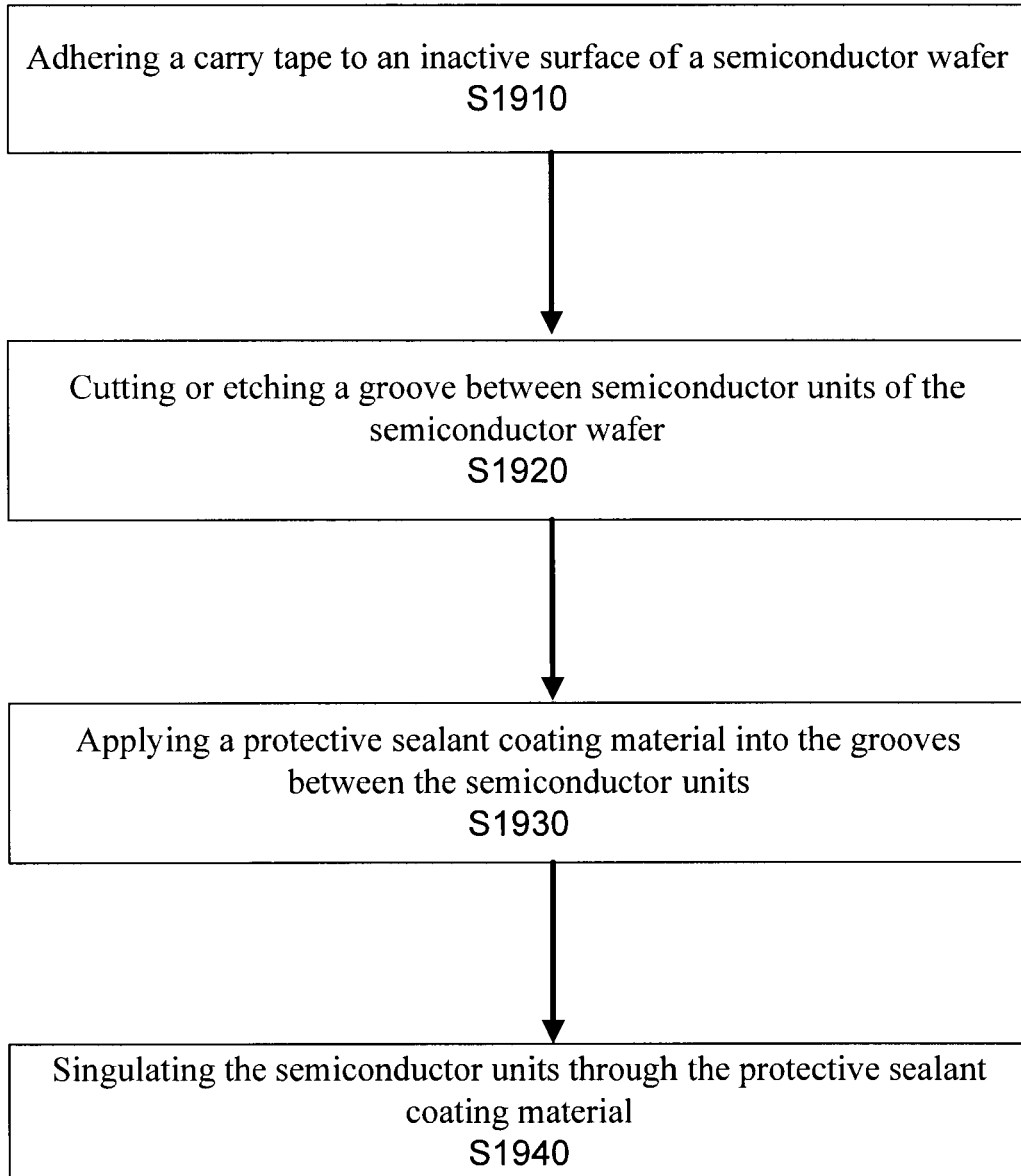 Adhering a carry tape to an inactive surface of a semiconductor wafer
S1910
Cutting or etching a groove between semiconductor units of the
semiconductor wafer
S1920
Applying a protective sealant coating material into the grooves
between the semiconductor units
S1930
Singulating the semiconductor units through the protective sealant
coating material
S1940